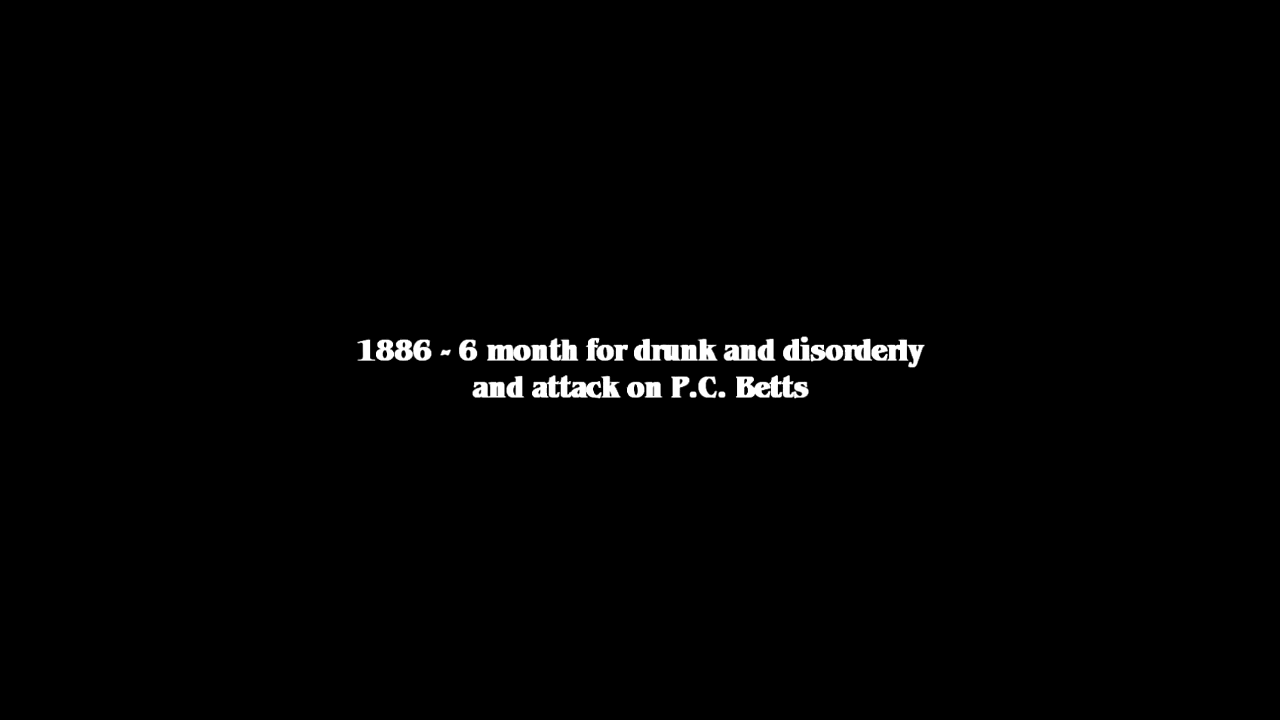 1886 - 6 month for drunk and disorderly
and attack on P.C. Betts